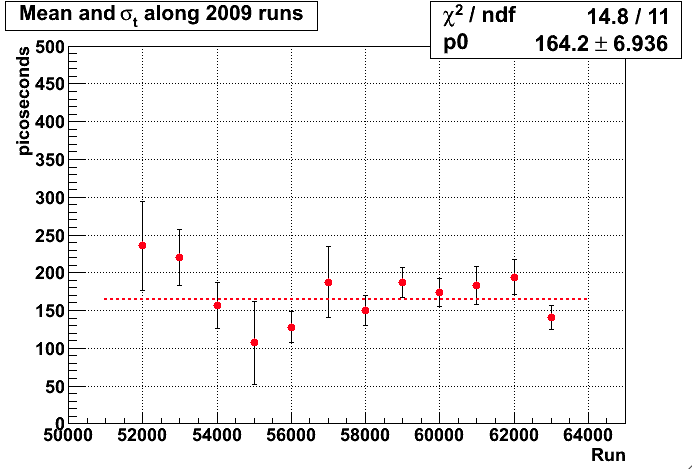 Mean and σt along 2009 runs
χ2 / ndf 14.8 / 11
p0 164.2 ± 6.936
picoseconds
500
450
400
350
300
250
200
150
100
50
0
50000 52000 54000 56000 58000 60000 62000 64000
Run